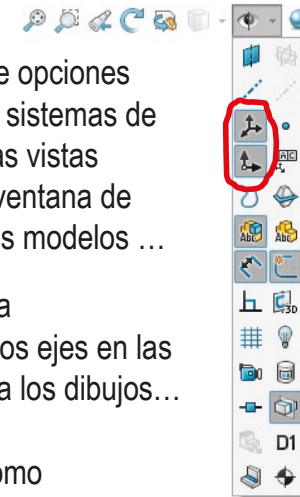 e opciones
sistemas de
as vistas
ventana de
s modelos …
a
os ejes en las
a los dibujos…
omo
D1